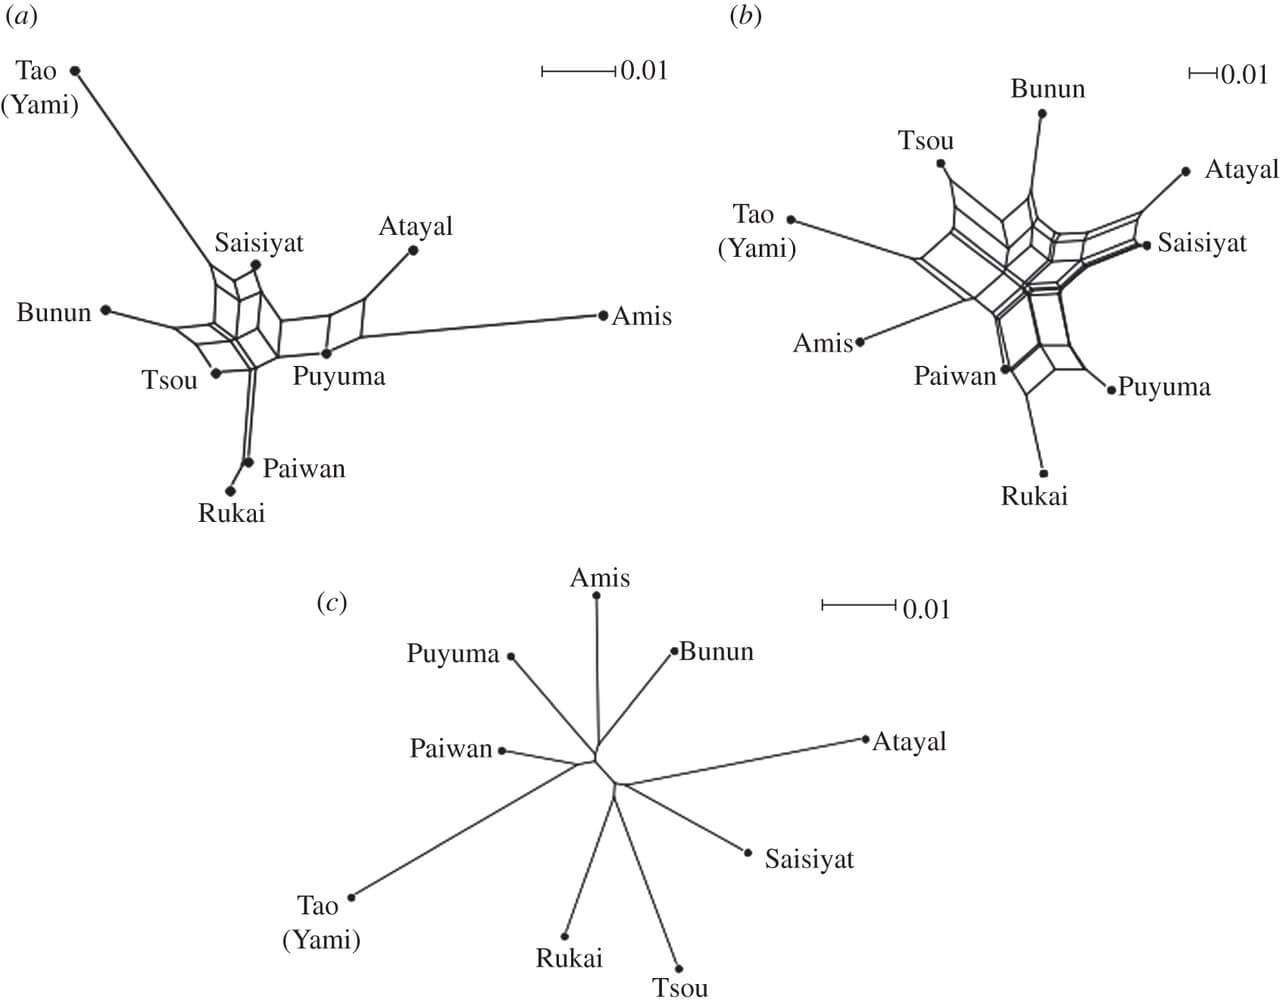 (a)
Tao
(Yami)
0.01
Saisiyat
Atayal
Bunun
Amis
Tsou
Puyuma
Paiwan
Rukai
(b)
0.01
Bunun
Tsou
Atayal
Tao
(Yami)
Saisiyat
Amis
Paiwan
Puyuma
Rukai
(c)
Amis
0.01
Puyuma
Bunun
Paiwan
Atayal
Saisiyat
Tao
(Yami)
Rukai
Tsou